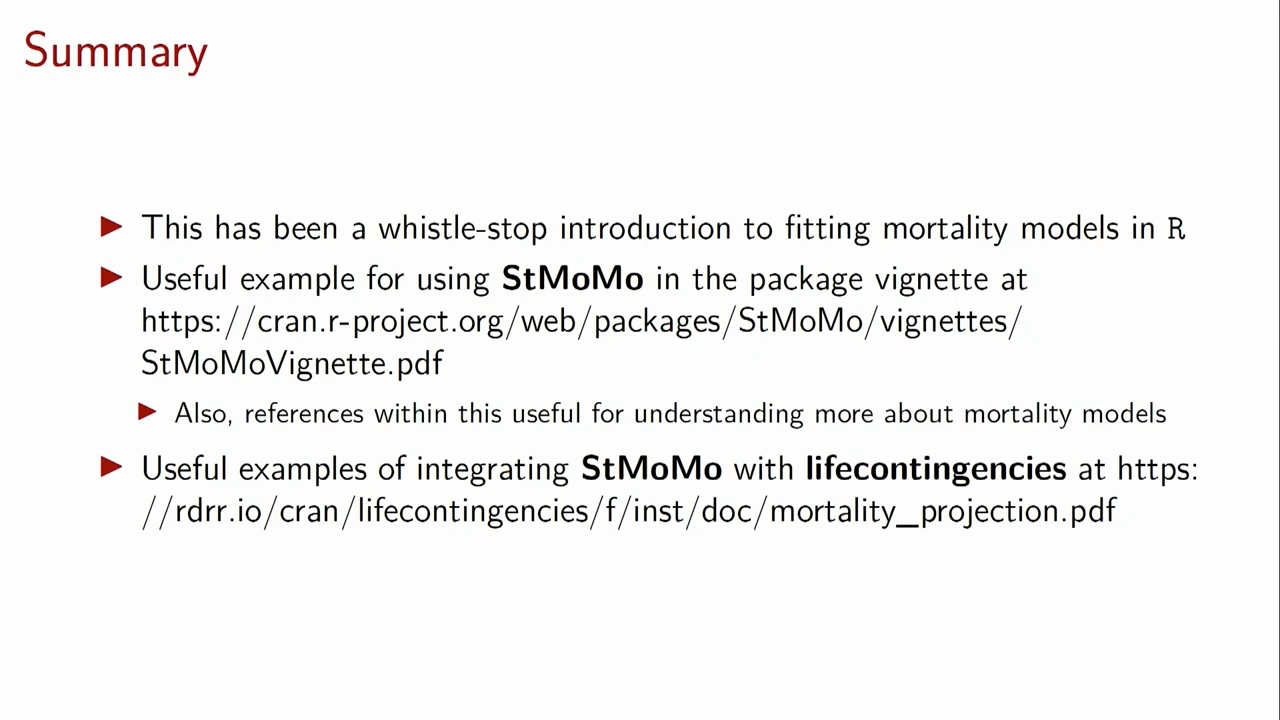 Summary
This has been a whistle-stop introduction to fitting mortality models in R
Useful example for using StMoMo in the package vignette at
https://cran.r-project.org/web/packages/StMoMo/vignettes/
StMoMoVignette.pdf
Also, references within this useful for understanding more about mortality models
Useful examples of integrating StMoMo with lifecontingencies at https:
//rdrr.io/cran/lifecontingencies/f/inst/doc/mortality_projection.pdf